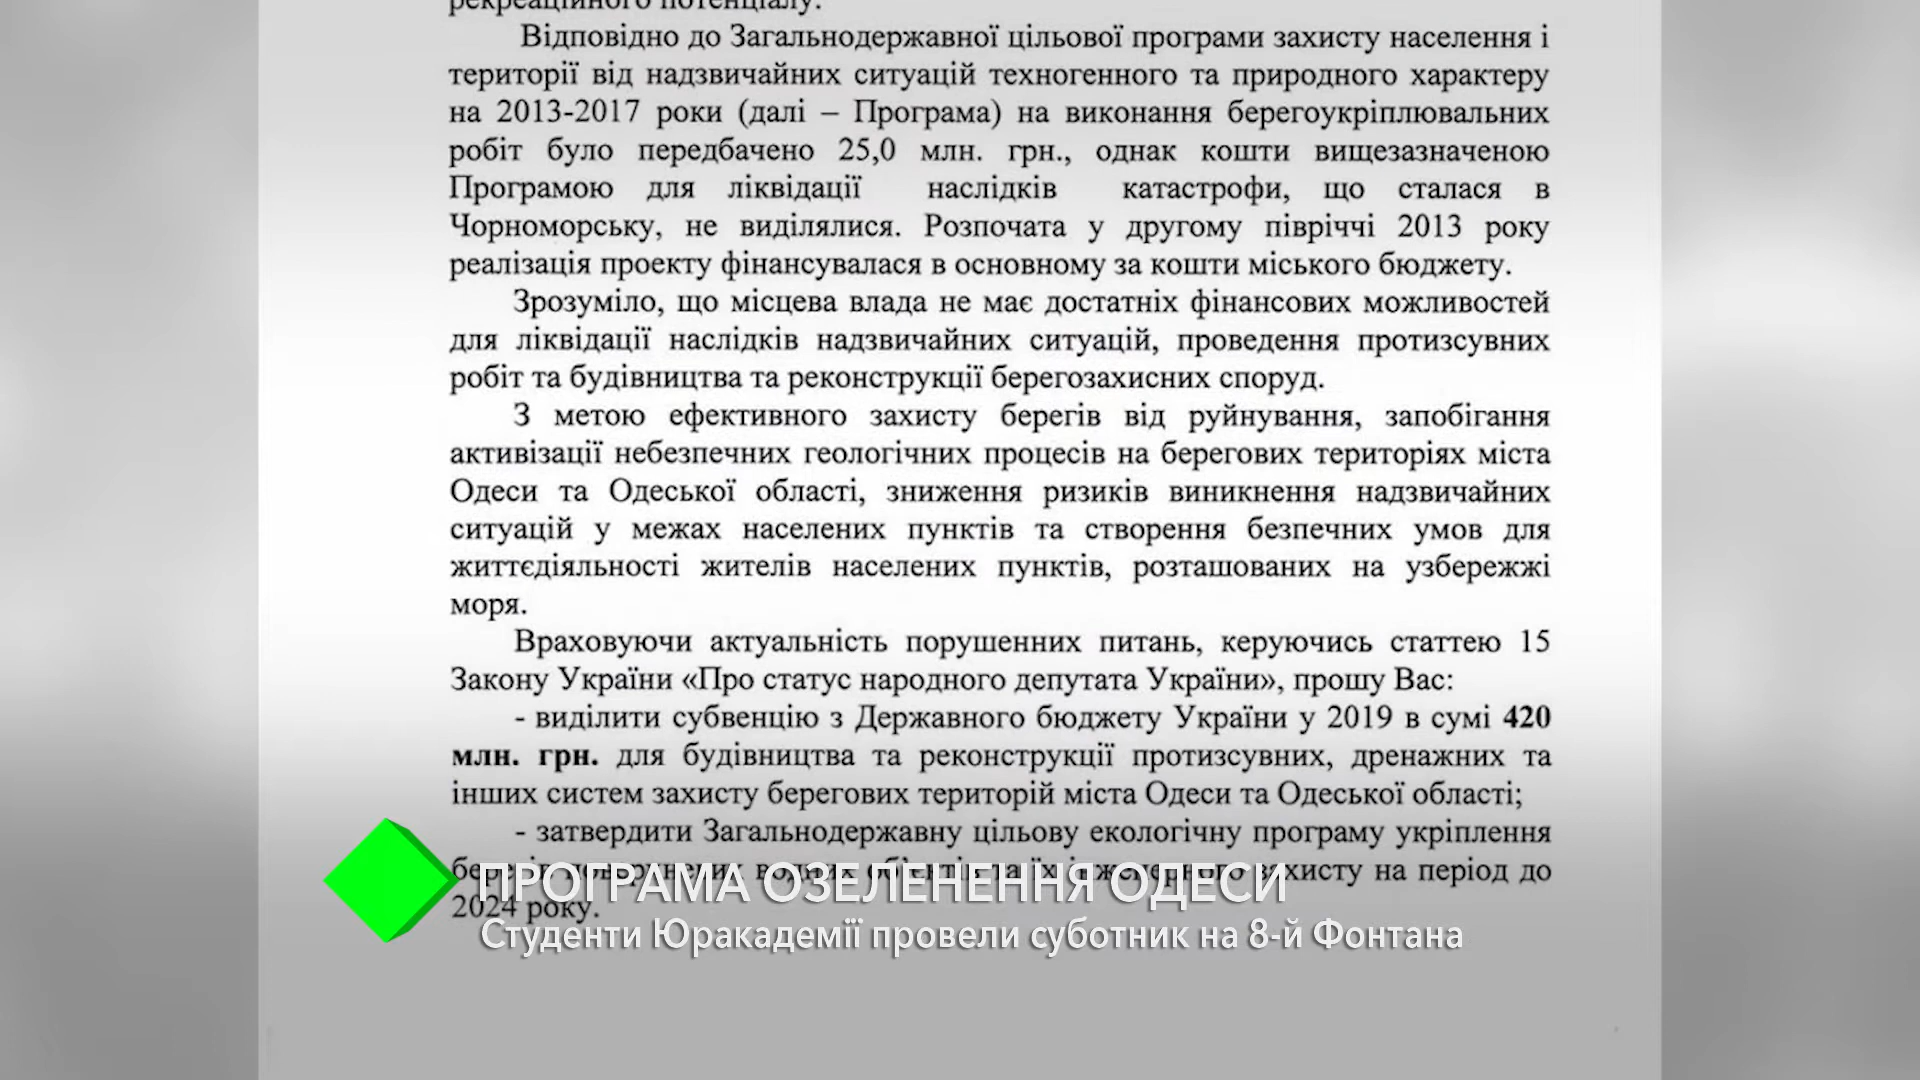 рекреаційного потенціалу.
Відповідно до Загальнодержавної цільової програми захисту населення і
території від надзвичайних ситуацій техногенного та природного характеру
на 2013-2017 роки (далі – Програма) на виконання берегоукріплювальних
робіт було передбачено 25,0 млн. грн., однак кошти вищезазначеною
Програмою для ліквідації наслідків катастрофи, що сталася в
Чорноморську, не виділялися. Розпочата у другому півріччі 2013 року
реалізація проекту фінансувалася в основному за кошти міського бюджету.
Зрозуміло, що місцева влада не має достатніх фінансових можливостей
для ліквідації наслідків надзвичайних ситуацій, проведення протизсувних
робіт та будівництва та реконструкції берегозахисних споруд.
З метою ефективного захисту берегів від руйнування, запобігання
активізації небезпечних геологічних процесів на берегових територіях міста
Одеси та Одеської області, зниження ризиків виникнення надзвичайних
ситуацій у межах населених пунктів та створення безпечних умов для
життєдіяльності жителів населених пунктів, розташованих на узбережжі
моря.
Враховуючи актуальність порушенних питань, керуючись статтею 15
Закону України «Про статус народного депутата України», прошу Вас:
- виділити субвенцію з Державного бюджету України у 2019 в сумі 420
млн. грн. для будівництва та реконструкції протизсувних, дренажних та
інших систем захисту берегових територій міста Одеси та Одеської області;
- затвердити Загальнодержавну цільову екологічну програму укріплення
захисту на період до
2024 року.
ПРОГРАМА ОЗЕЛЕНЕННЯ ОДЕСИ
Студенти Юракадемії провели суботник на 8-й Фонтана